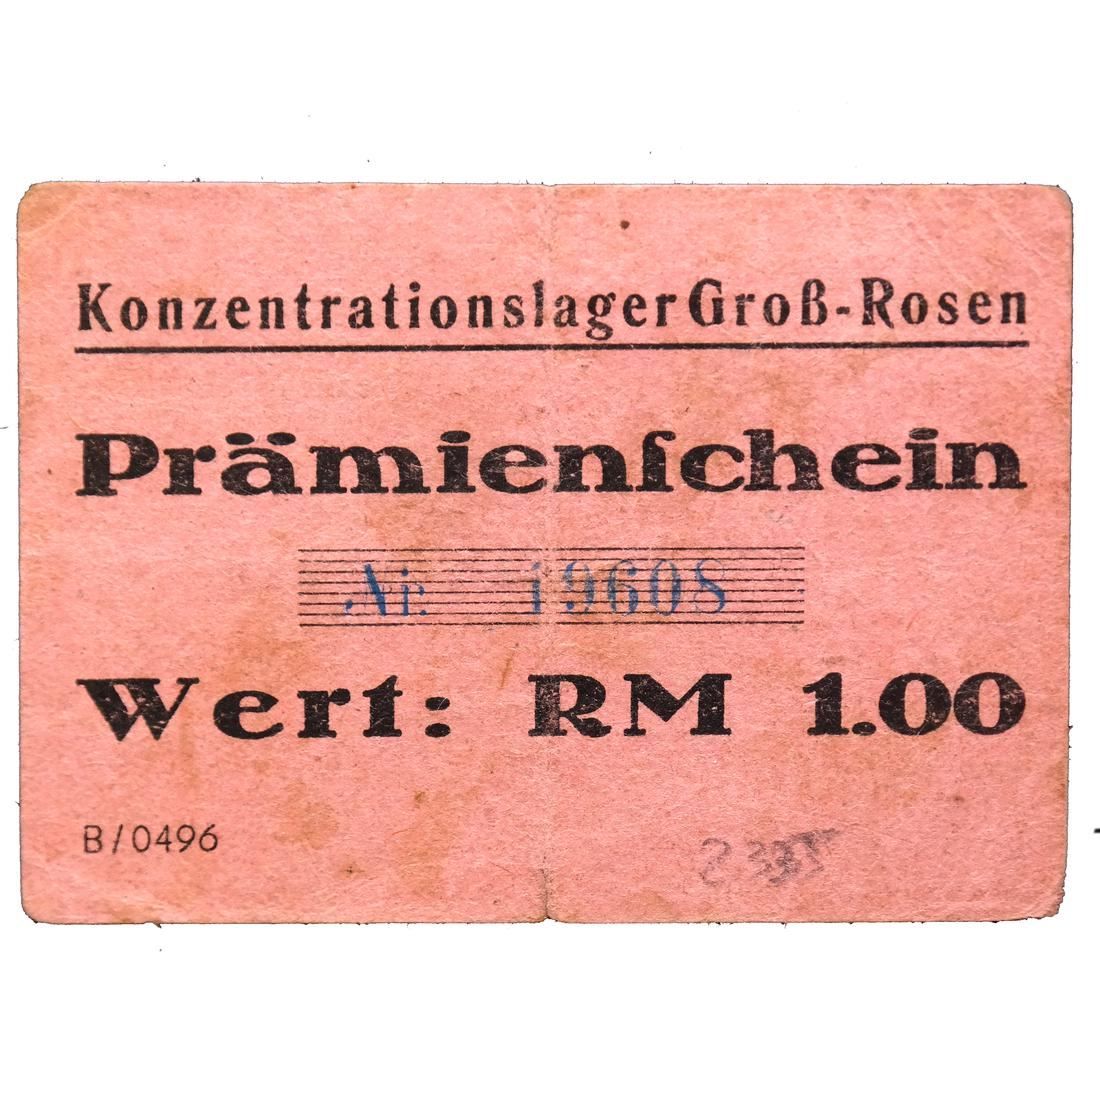 Konzentrationslager Groß-Rosen
Prämienſchein
Nr. 19608
Wert: RM 1.00
B/0496